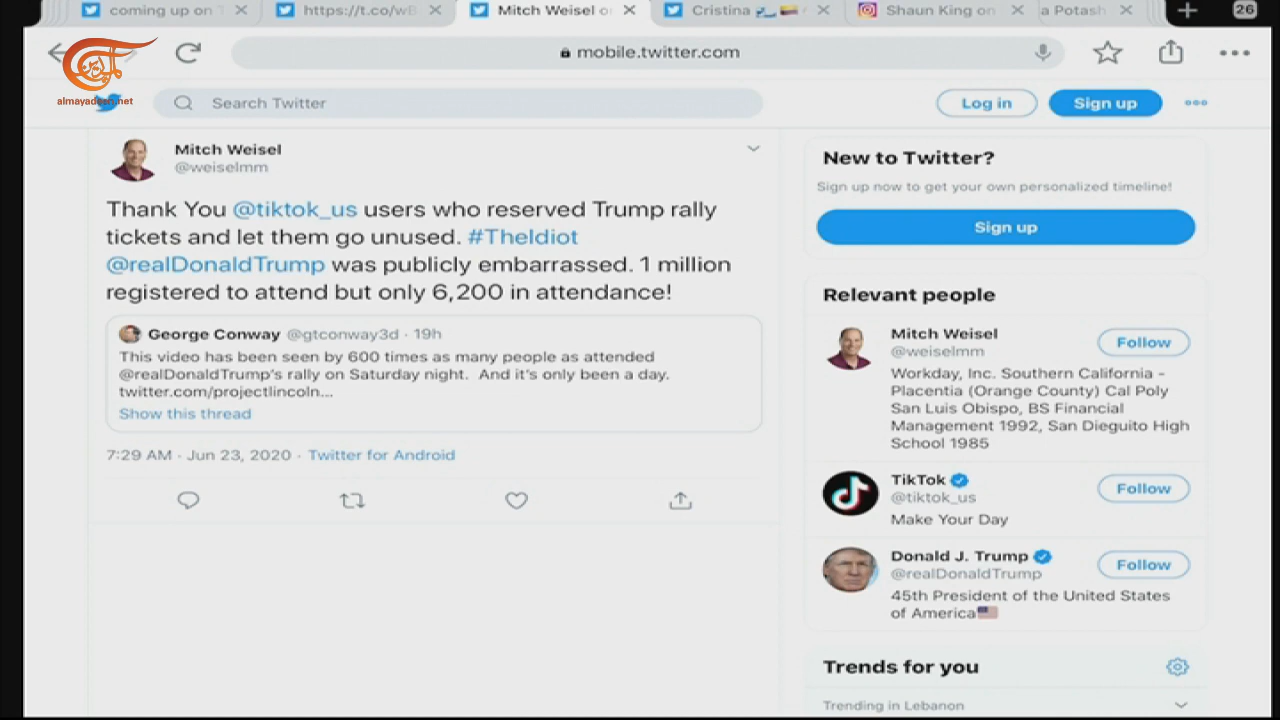 coming up on
https://t.co/wB
Mitch Weisel o
Cristina
Shaun King on
a Potash
26
mobile.twitter.com
الميادين
almayadeen.net
Search Twitter
Log in
Sign up
Mitch Weisel
@weiselmm
Thank You @tiktok_us users who reserved Trump rally
tickets and let them go unused. #TheIdiot
@realDonaldTrump was publicly embarrassed. 1 million
registered to attend but only 6,200 in attendance!
George Conway @gtconway3d · 19h
This video has been seen by 600 times as many people as attended
@realDonaldTrump's rally on Saturday night. And it's only been a day.
twitter.com/projectlincoln...
Show this thread
7:29 AM · Jun 23, 2020 · Twitter for Android
New to Twitter?
Sign up now to get your own personalized timeline!
Sign up
Relevant people
Mitch Weisel
@weiselmm
Follow
Workday, Inc. Southern California -
Placentia (Orange County) Cal Poly
San Luis Obispo, BS Financial
Management 1992, San Dieguito High
School 1985
TikTok
@tiktok_us
Follow
Make Your Day
Donald J. Trump
@realDonaldTrump
Follow
45th President of the United States
of America
Trends for you
Trending in Lebanon